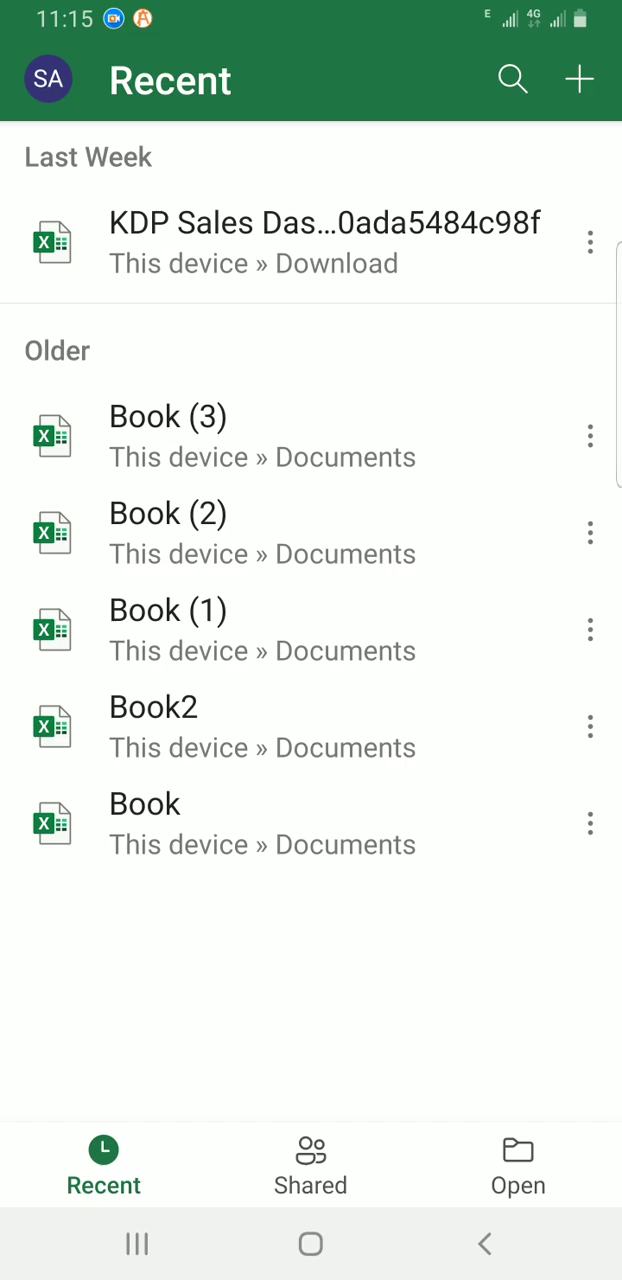 11:15
E 4G
SA Recent
Last Week
KDP Sales Das...0ada5484c98f
This device » Download
Older
Book (3)
This device » Documents
Book (2)
This device » Documents
Book (1)
This device » Documents
Book2
This device » Documents
Book
This device » Documents
Recent Shared Open